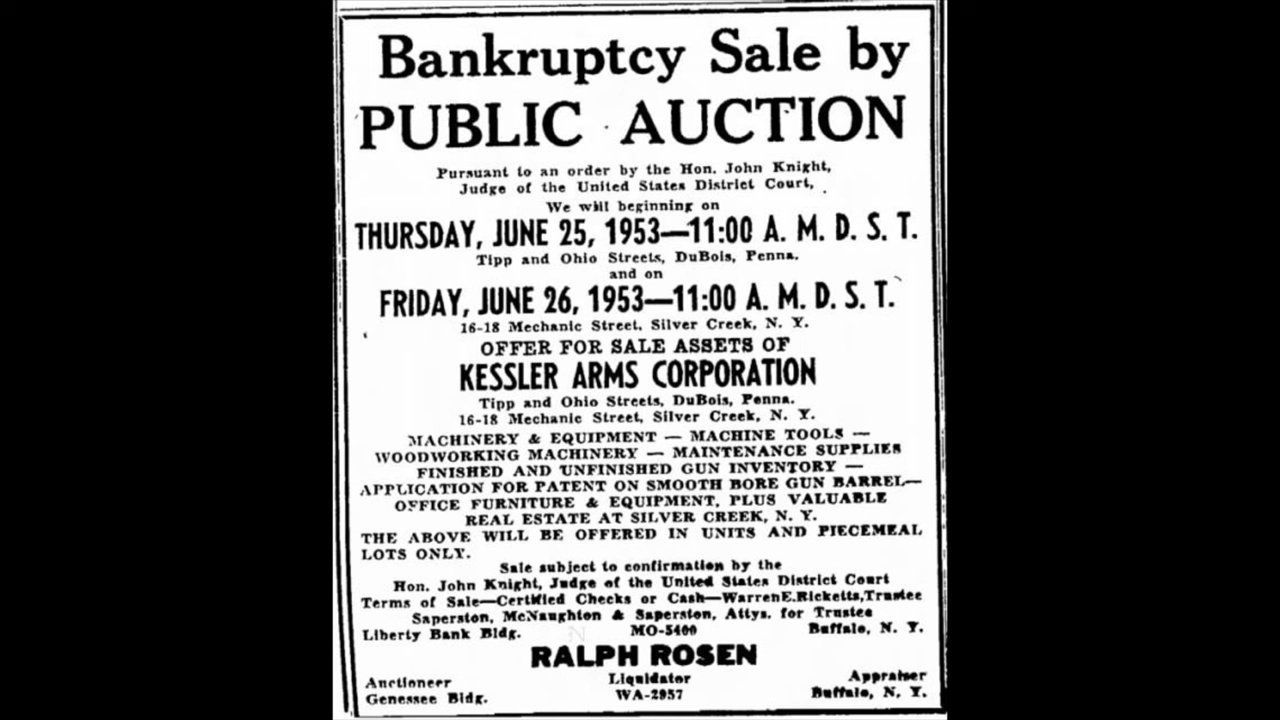 Bankruptcy Sale by
PUBLIC AUCTION
Pursuant to an order by the Hon. John Knight,
Judge of the United States District Court,
We will beginning on
THURSDAY, JUNE 25, 1953—11:00 A. M. D. S. T.
Tipp and Ohio Streets, DuBois, Penna.
and on
FRIDAY, JUNE 26, 1953—11:00 A. M. D. S. T.
16-18 Mechanic Street, Silver Creek, N. Y.
OFFER FOR SALE ASSETS OF
KESSLER ARMS CORPORATION
Tipp and Ohio Streets, DuBois, Penna.
16-18 Mechanic Street, Silver Creek, N. Y.
MACHINERY & EQUIPMENT — MACHINE TOOLS —
WOODWORKING MACHINERY — MAINTENANCE SUPPLIES
FINISHED AND UNFINISHED GUN INVENTORY —
APPLICATION FOR PATENT ON SMOOTH BORE GUN BARREL—
OFFICE FURNITURE & EQUIPMENT, PLUS VALUABLE
REAL ESTATE AT SILVER CREEK, N. Y.
THE ABOVE WILL BE OFFERED IN UNITS AND PIECEMEAL
LOTS ONLY.
Sale subject to confirmation by the
Hon. John Knight, Judge of the United States District Court
Terms of Sale—Certified Checks or Cash—Warren E. Ricketts, Trustee
Saperston, McNaughton & Saperston, Attys. for Trustee
Liberty Bank Bldg. MO-5400 Buffalo, N. Y.
RALPH ROSEN
Auctioneer Liquidator Appraiser
Genessee Bldg. WA-2957 Buffalo, N. Y.